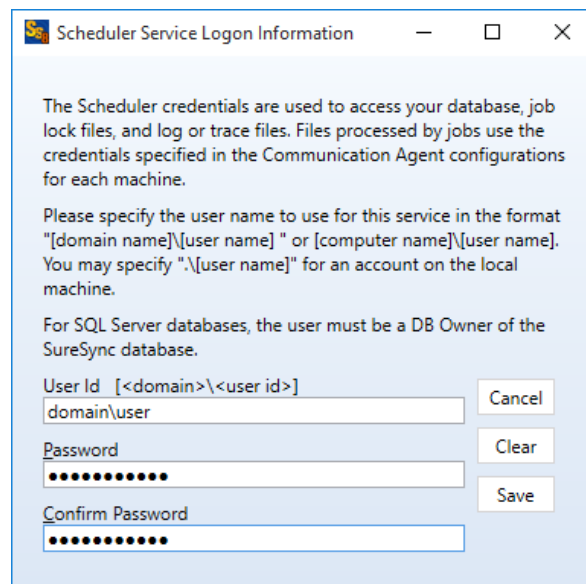 Scheduler Service Logon Information
The Scheduler credentials are used to access your database, job
lock files, and log or trace files. Files processed by jobs use the
credentials specified in the Communication Agent configurations
for each machine.
Please specify the user name to use for this service in the format
"[domain name]\[user name] " or [computer name]\[user name].
You may specify ".\[user name]" for an account on the local
machine.
For SQL Server databases, the user must be a DB Owner of the
SureSync database.
User Id [<domain>\<user id>]
Cancel
domain\user
Password
Clear
●●●●●●●●●●●
Save
Confirm Password
●●●●●●●●●●●